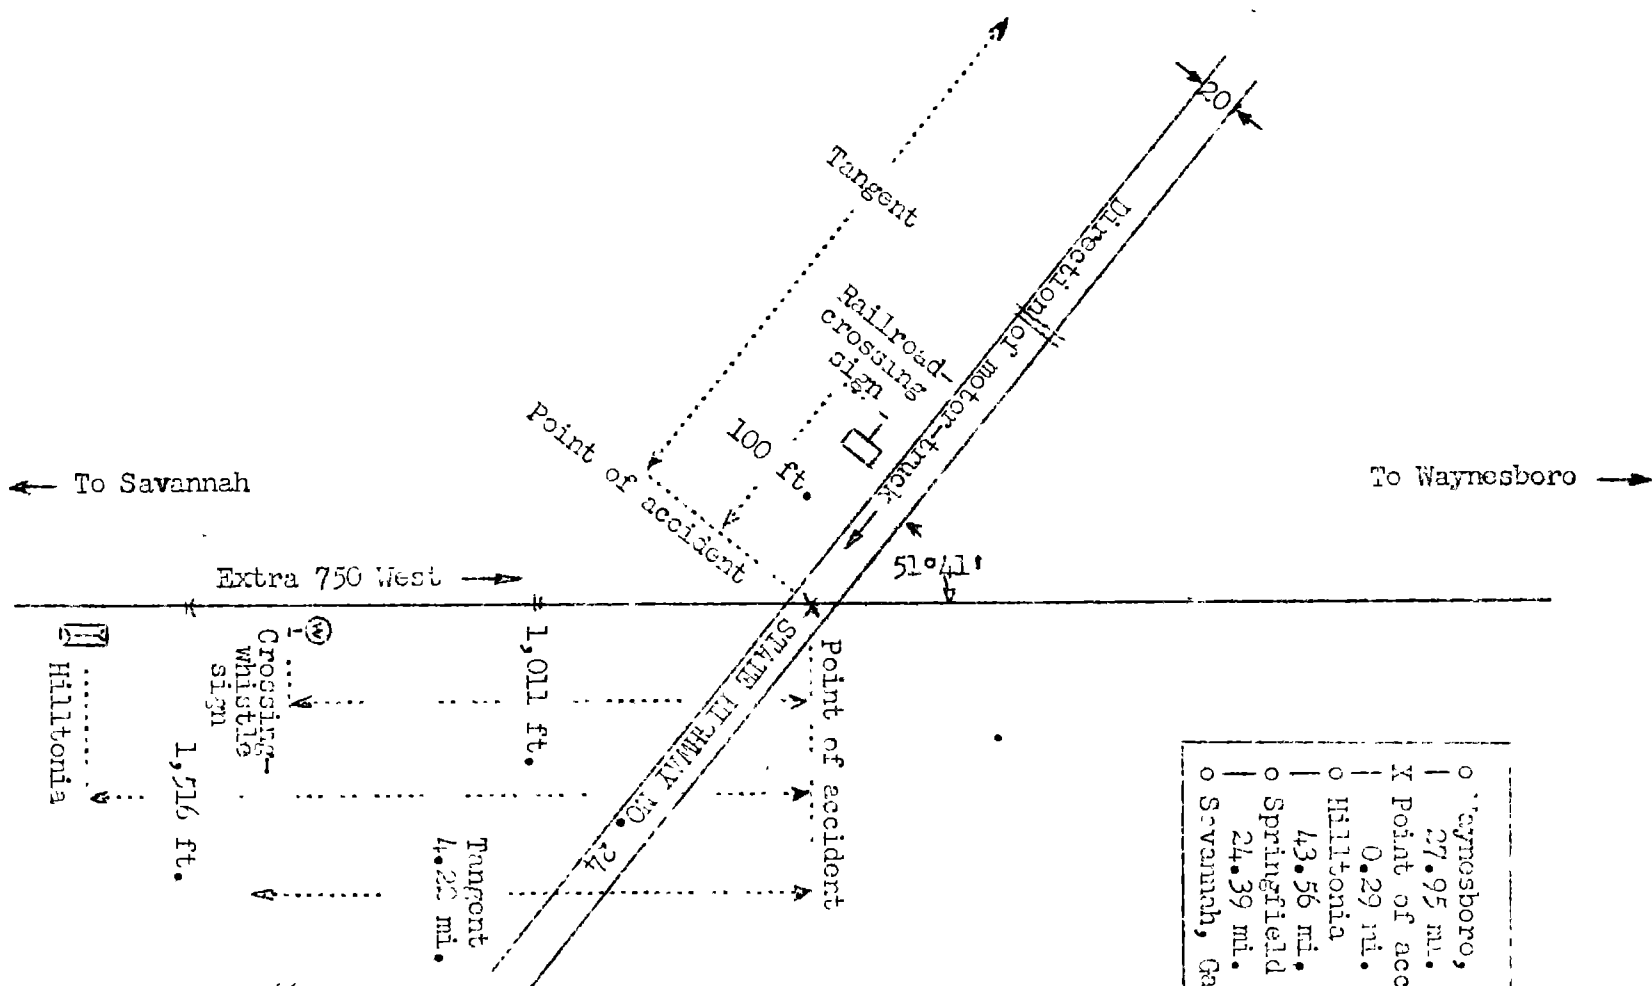 20
Tangent
Direction of motor-truck
Railroad-
crossing
sign
100 ft.
Point of accident
← To Savannah
To Waynesboro →
51°41'
Extra 750 West →
STATE HIGHWAY NO. 24
Point of accident
1,011 ft.
W
Crossing-
whistle
sign
Hilltonia
1,516 ft.
Tangent
mi.
o Waynesboro,
27.95 mi.
X Point of acc
0.29 mi.
o Hilltonia
43.56 mi.
o Springfield
24.39 mi.
o Savannah, Ga